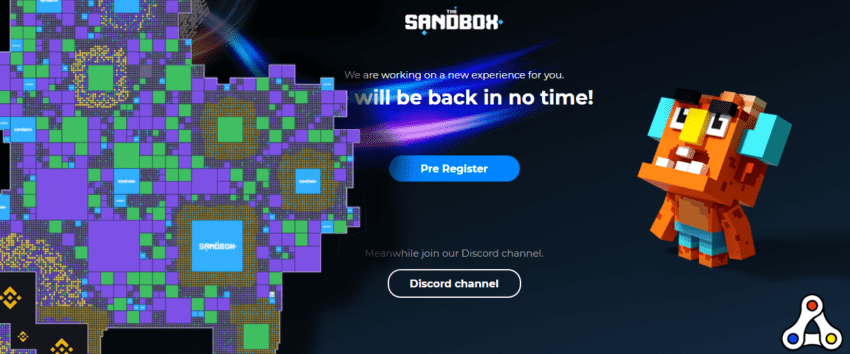 THE
SANDBOX
We are working on a new experience for you.
will be back in no time!
Pre Register
SANDBOX
Meanwhile join our Discord channel.
Discord channel